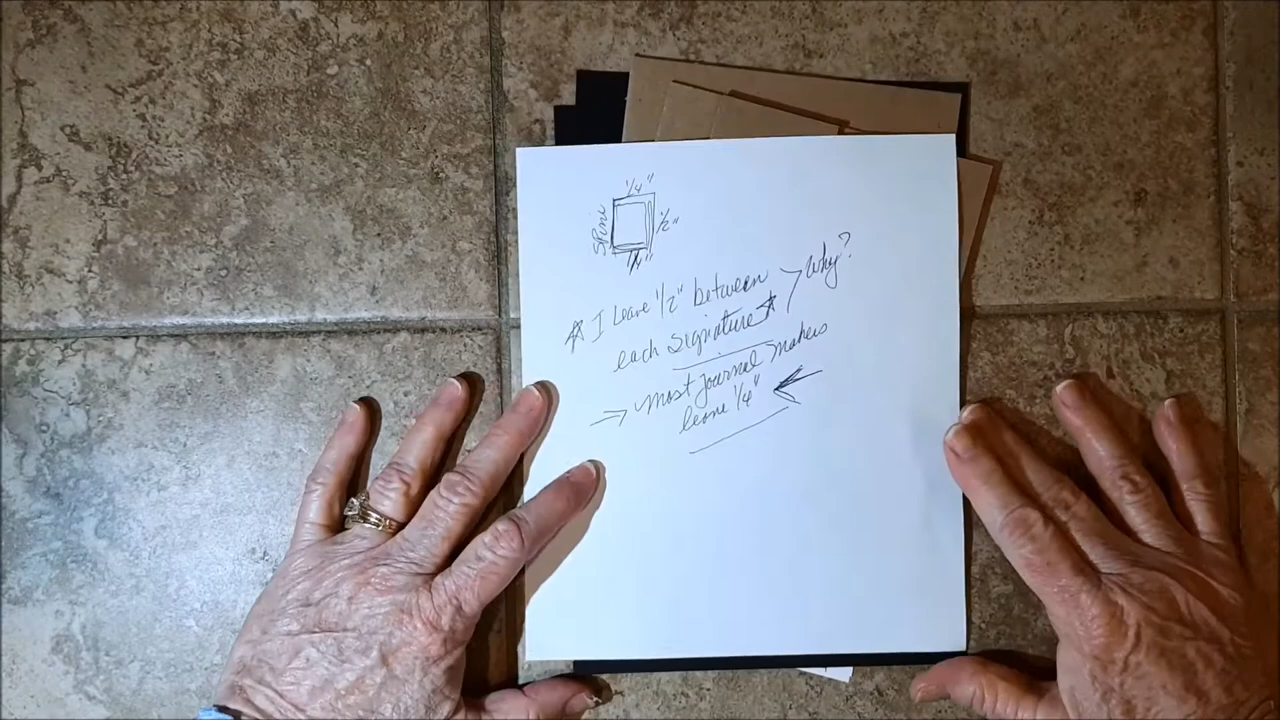 1/4"
Spine
1/2"
1/4"
I leave 1/2" between
each signature
Why?
most journal makers
leave 1/4"